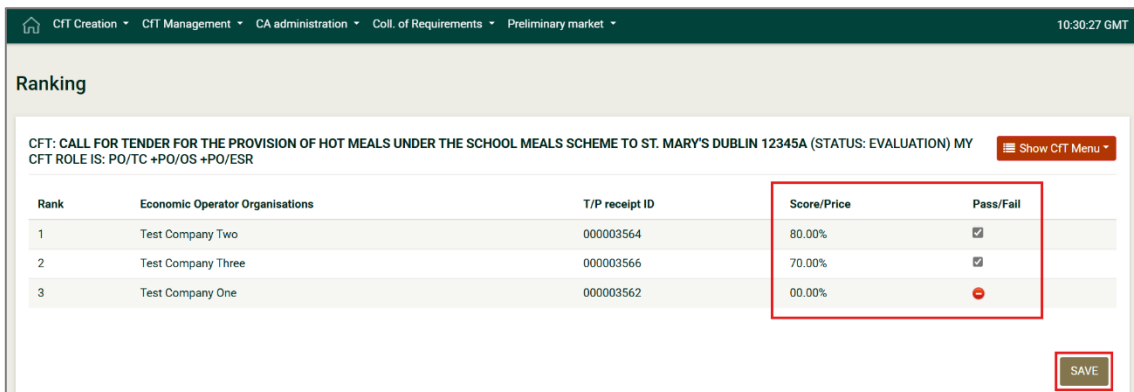 CfT Creation CfT Management CA administration Coll. of Requirements Preliminary market 10:30:27 GMT
Ranking
CFT: CALL FOR TENDER FOR THE PROVISION OF HOT MEALS UNDER THE SCHOOL MEALS SCHEME TO ST. MARY'S DUBLIN 12345A (STATUS: EVALUATION) MY
CFT ROLE IS: PO/TC +PO/OS +PO/ESR
Show CfT Menu
Rank Economic Operator Organisations T/P receipt ID Score/Price Pass/Fail
1 Test Company Two 000003564 80.00%
2 Test Company Three 000003566 70.00%
3 Test Company One 000003562 00.00%
SAVE